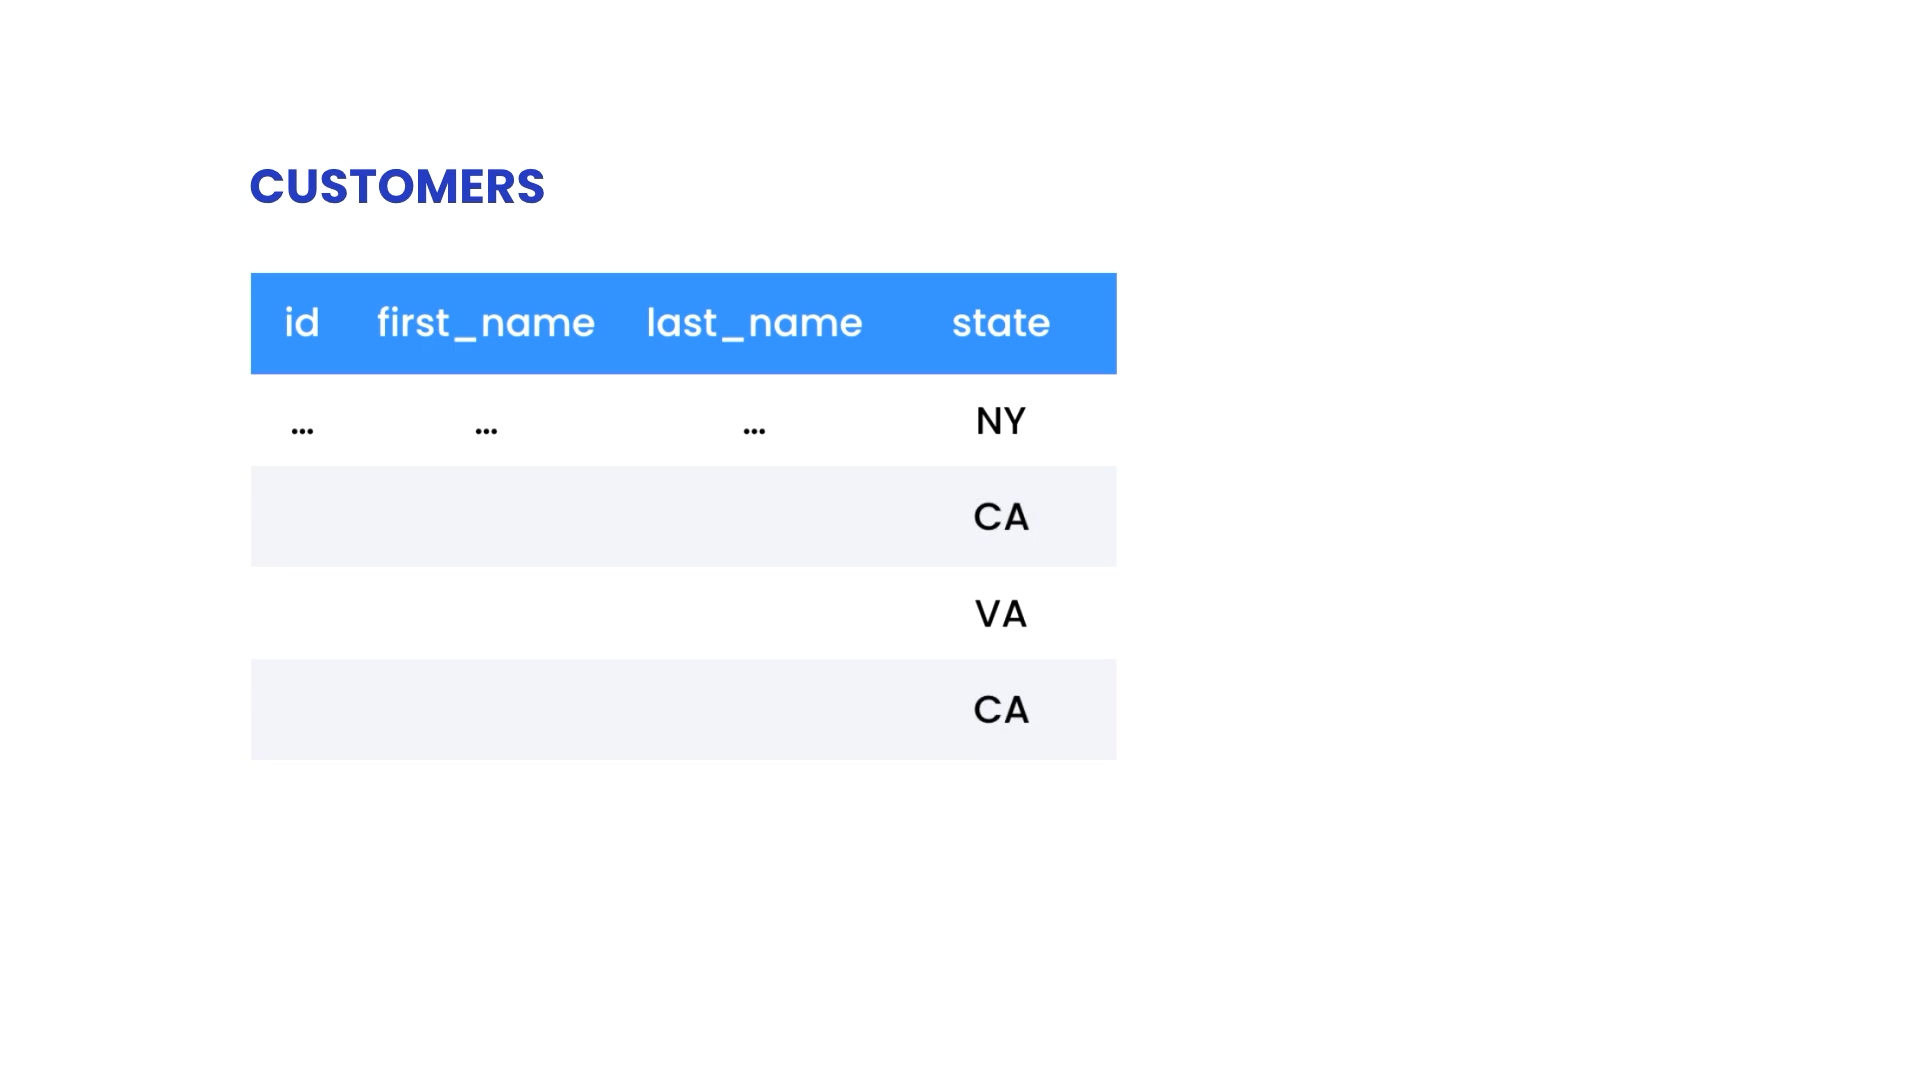 CUSTOMERS
id first_name last_name state
... ... ... NY
CA
VA
CA